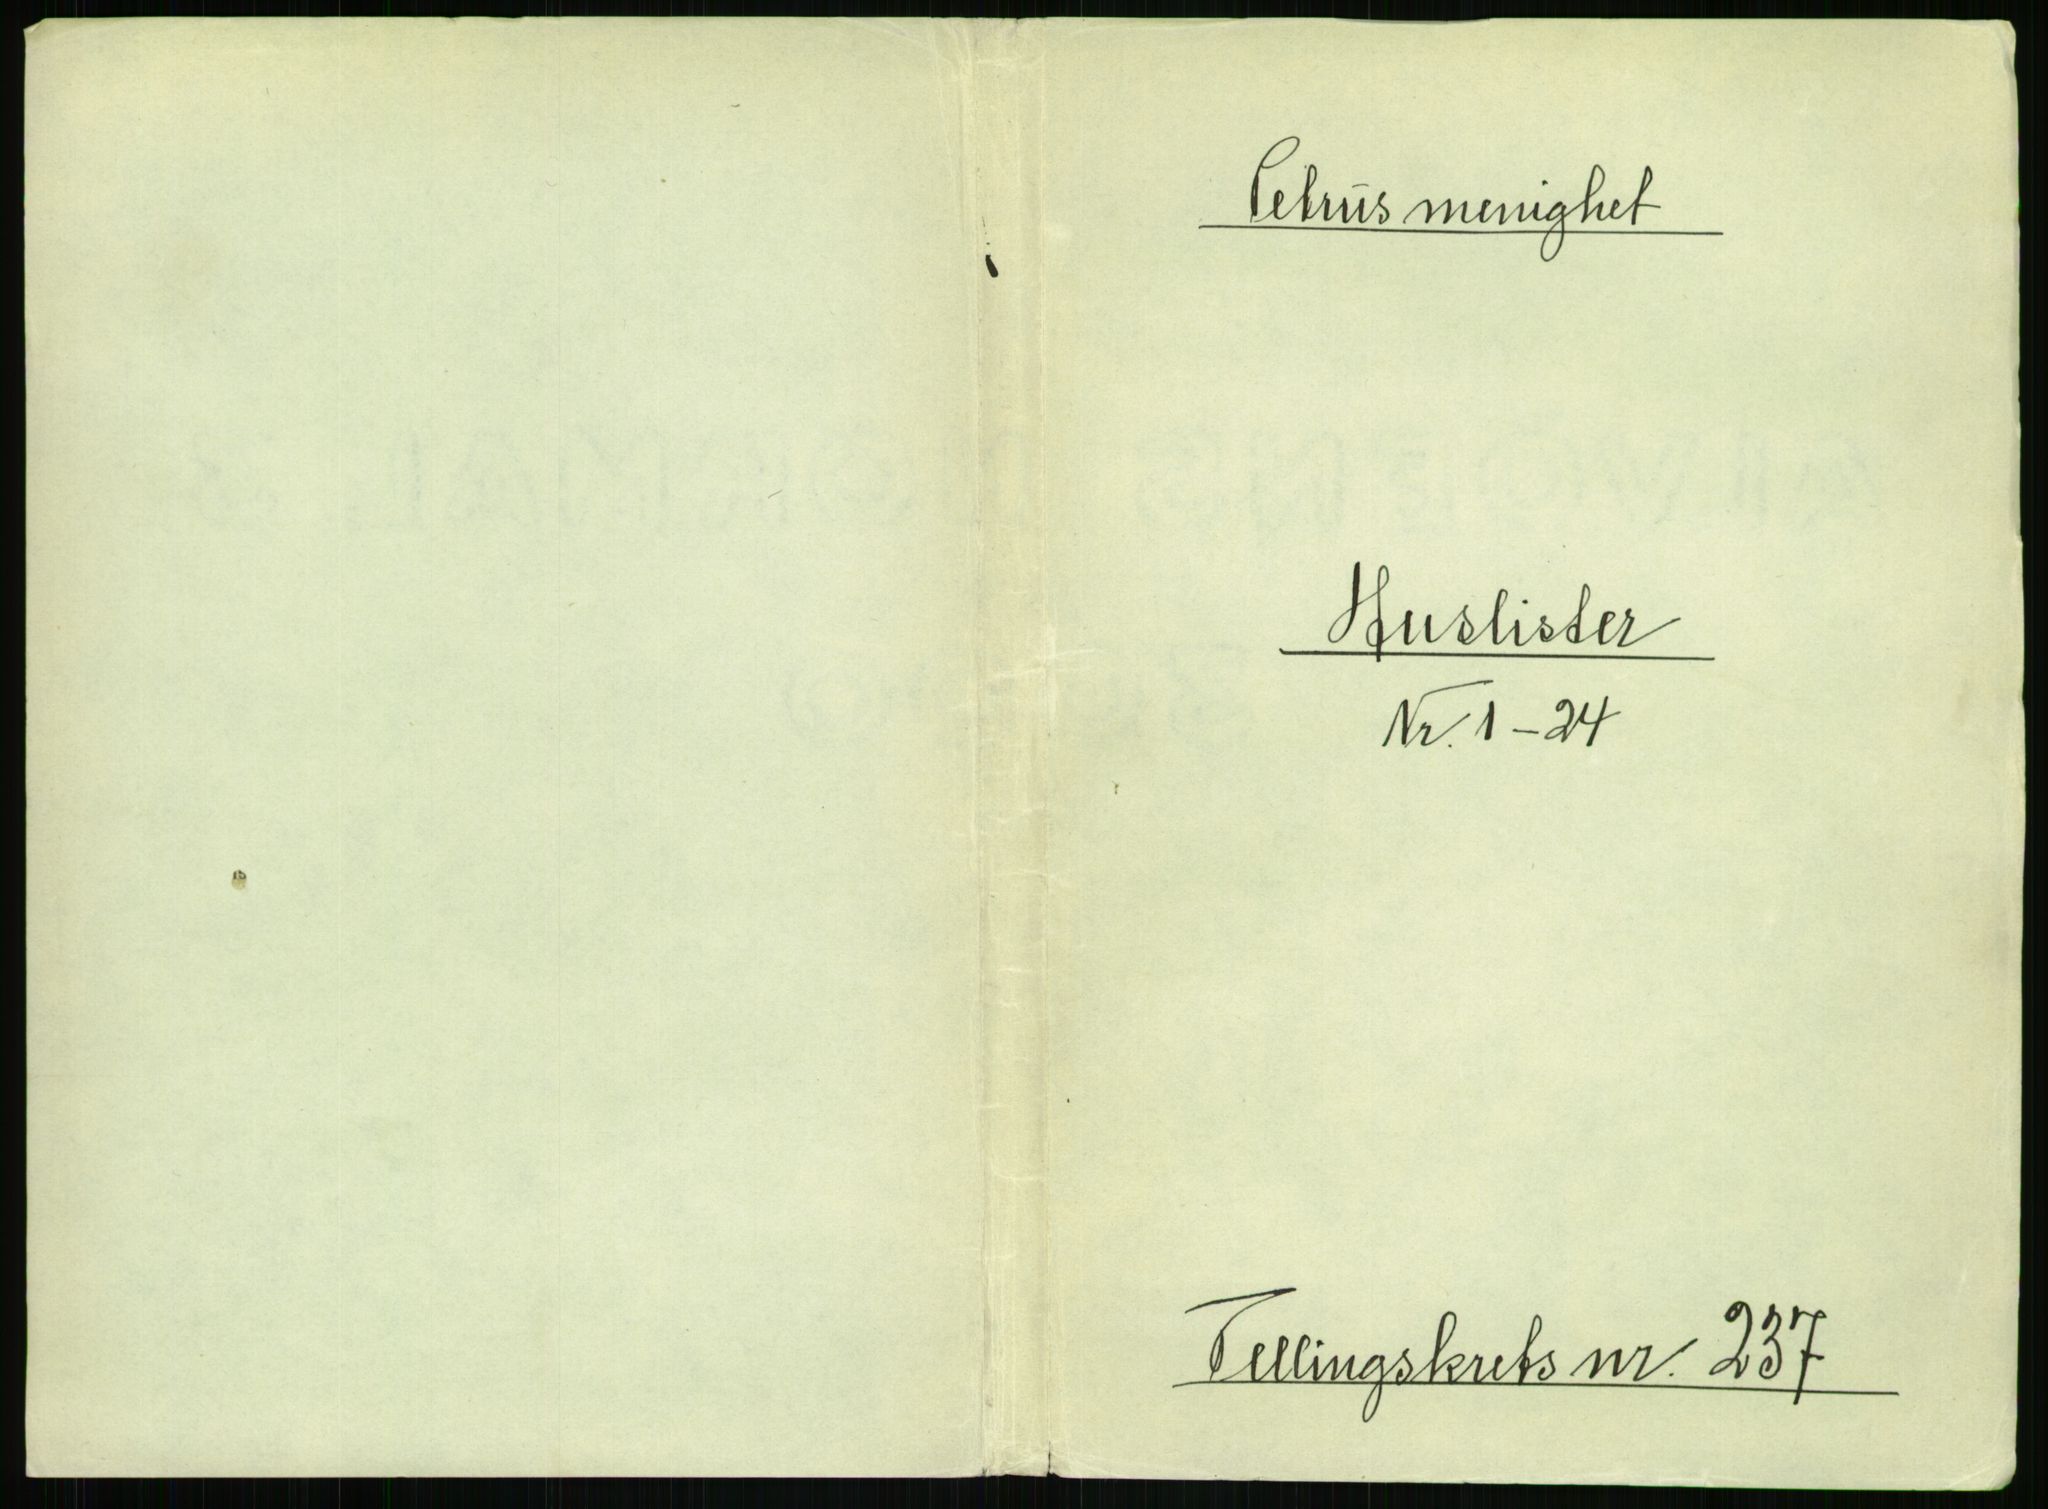 Petrus menighet
Huslister
Nr. 1-24
Tellingskrets nr. 237